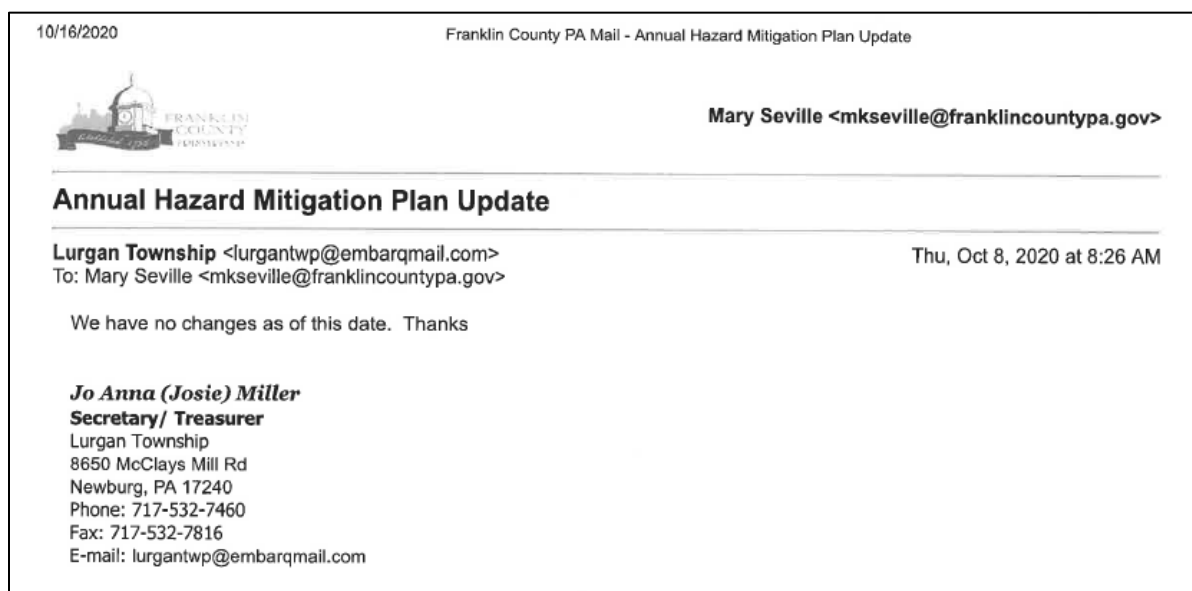 10/16/2020
Franklin County PA Mail - Annual Hazard Mitigation Plan Update
FRANKLIN
COUNTY
Mary Seville <mkseville@franklincountypa.gov>
Annual Hazard Mitigation Plan Update
Lurgan Township <lurgantwp@embarqmail.com>
Thu, Oct 8, 2020 at 8:26 AM
To: Mary Seville <mkseville@franklincountypa.gov>
We have no changes as of this date.  Thanks
Jo Anna (Josie) Miller
Secretary/ Treasurer
Lurgan Township
8650 McClays Mill Rd
Newburg, PA 17240
Phone: 717-532-7460
Fax: 717-532-7816
E-mail: lurgantwp@embarqmail.com